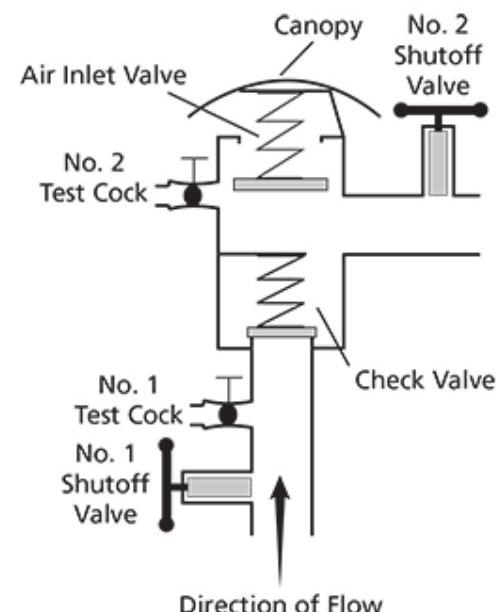 Canopy
No. 2
Shutoff
Valve
Air Inlet Valve
No. 2
Test Cock
Check Valve
No. 1
Test Cock
No. 1
Shutoff
Valve
Direction of Flow